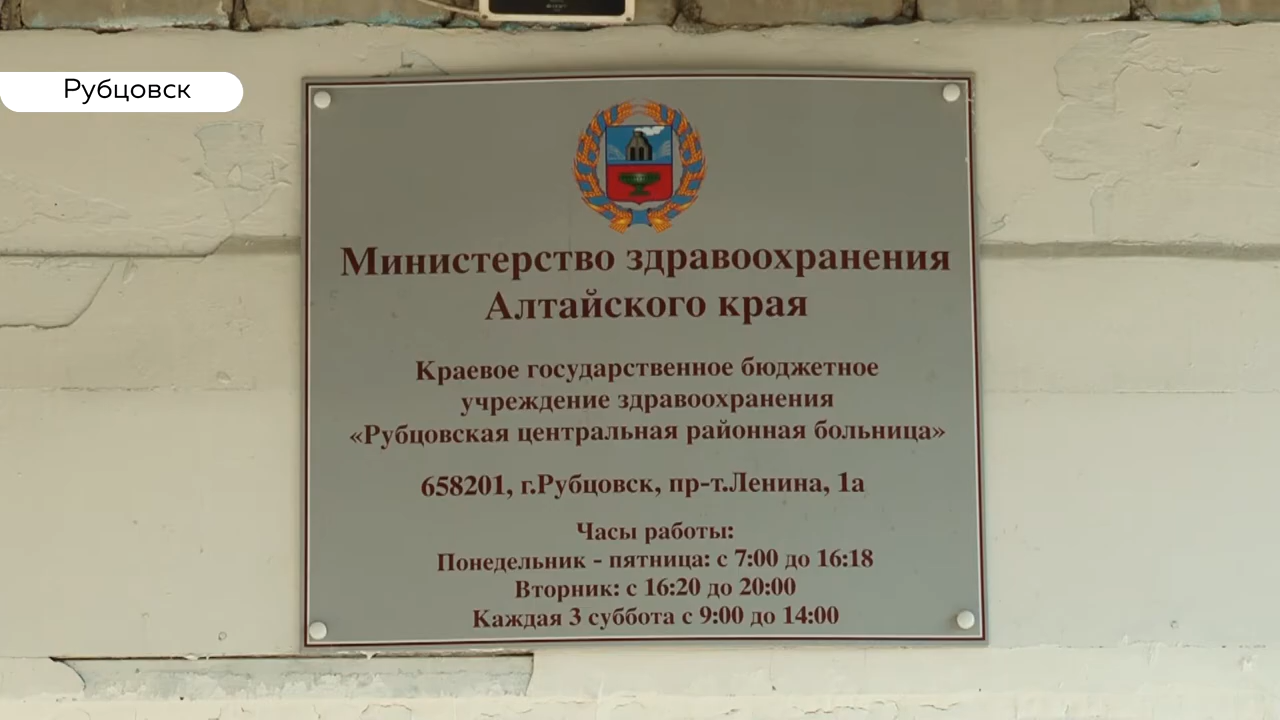 Рубцовск
Министерство здравоохранения
Алтайского края
Краевое государственное бюджетное
учреждение здравоохранения
«Рубцовская центральная районная больница»
658201, г.Рубцовск, пр-т.Ленина, 1а
Часы работы:
Понедельник - пятница: с 7:00 до 16:18
Вторник: с 16:20 до 20:00
Каждая 3 суббота с 9:00 до 14:00